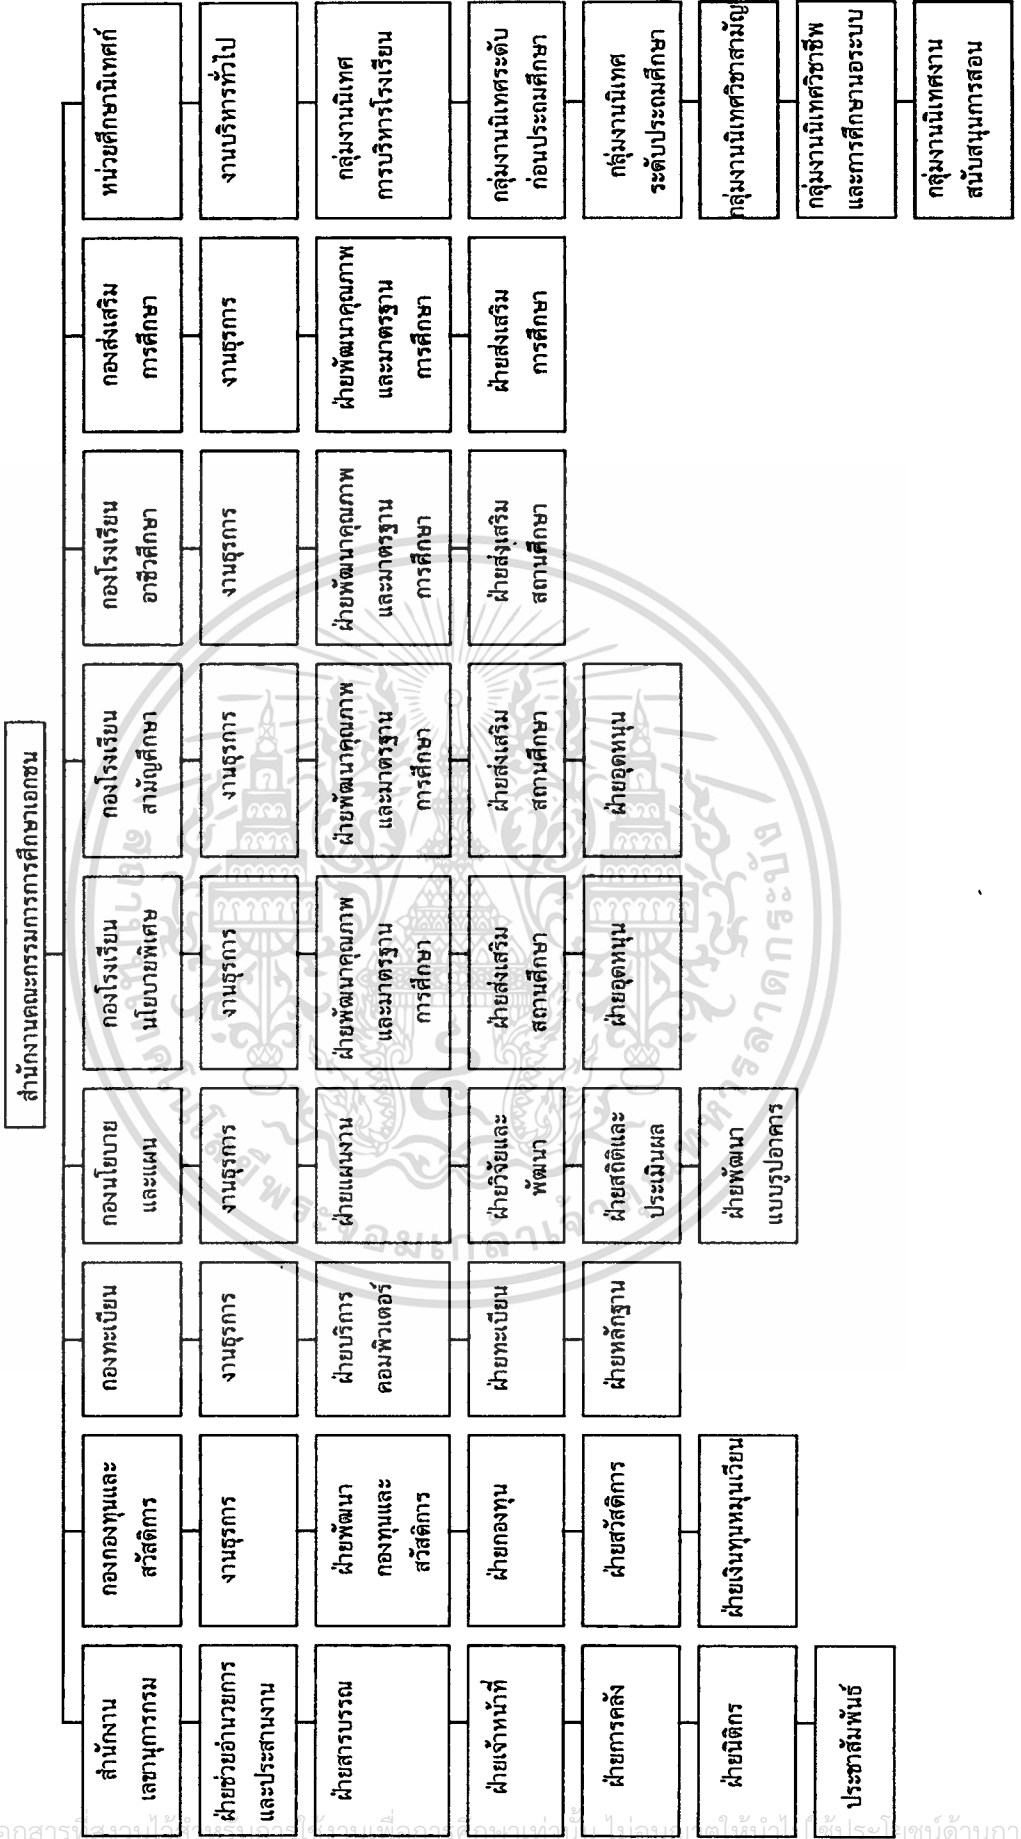 สำนักงานคณะกรรมการการศึกษาเอกชน
สำนักงาน
เลขานุการกรม
ฝ่ายช่วยอำนวยการ
และประสานงาน
ฝ่ายสารบรรณ
ฝ่ายเจ้าหน้าที่
ฝ่ายการคลัง
ฝ่ายนิติกร
ประชาสัมพันธ์
กองกองทุนและ
สวัสดิการ
งานธุรการ
ฝ่ายพัฒนา
กองทุนและ
สวัสดิการ
ฝ่ายกองทุน
ฝ่ายสวัสดิการ
ฝ่ายเงินทุนหมุนเวียน
กองทะเบียน
งานธุรการ
ฝ่ายบริการ
คอมพิวเตอร์
ฝ่ายทะเบียน
ฝ่ายหลักฐาน
กองนโยบาย
และแผน
งานธุรการ
ฝ่ายแผนงาน
ฝ่ายวิจัยและ
พัฒนา
ฝ่ายสถิติและ
ประเมินผล
ฝ่ายพัฒนา
แบบรูปอาคาร
กองโรงเรียน
นโยบายพิเศษ
งานธุรการ
ฝ่ายพัฒนาคุณภาพ
และมาตรฐาน
การศึกษา
ฝ่ายส่งเสริม
สถานศึกษา
ฝ่ายอุดหนุน
กองโรงเรียน
สามัญศึกษา
งานธุรการ
ฝ่ายพัฒนาคุณภาพ
และมาตรฐาน
การศึกษา
ฝ่ายส่งเสริม
สถานศึกษา
ฝ่ายอุดหนุน
กองโรงเรียน
อาชีวศึกษา
งานธุรการ
ฝ่ายพัฒนาคุณภาพ
และมาตรฐาน
การศึกษา
ฝ่ายส่งเสริม
สถานศึกษา
กองส่งเสริม
การศึกษา
งานธุรการ
ฝ่ายพัฒนาคุณภาพ
และมาตรฐาน
การศึกษา
ฝ่ายส่งเสริม
การศึกษา
หน่วยศึกษานิเทศก์
งานบริหารทั่วไป
กลุ่มงานนิเทศ
การบริหารโรงเรียน
กลุ่มงานนิเทศระดับ
ก่อนประถมศึกษา
กลุ่มงานนิเทศ
ระดับประถมศึกษา
กลุ่มงานนิเทศวิชาสามัญ
กลุ่มงานนิเทศวิชาชีพ
และการศึกษานอระบบ
กลุ่มงานนิเทศงาน
สนับสนุนการสอน